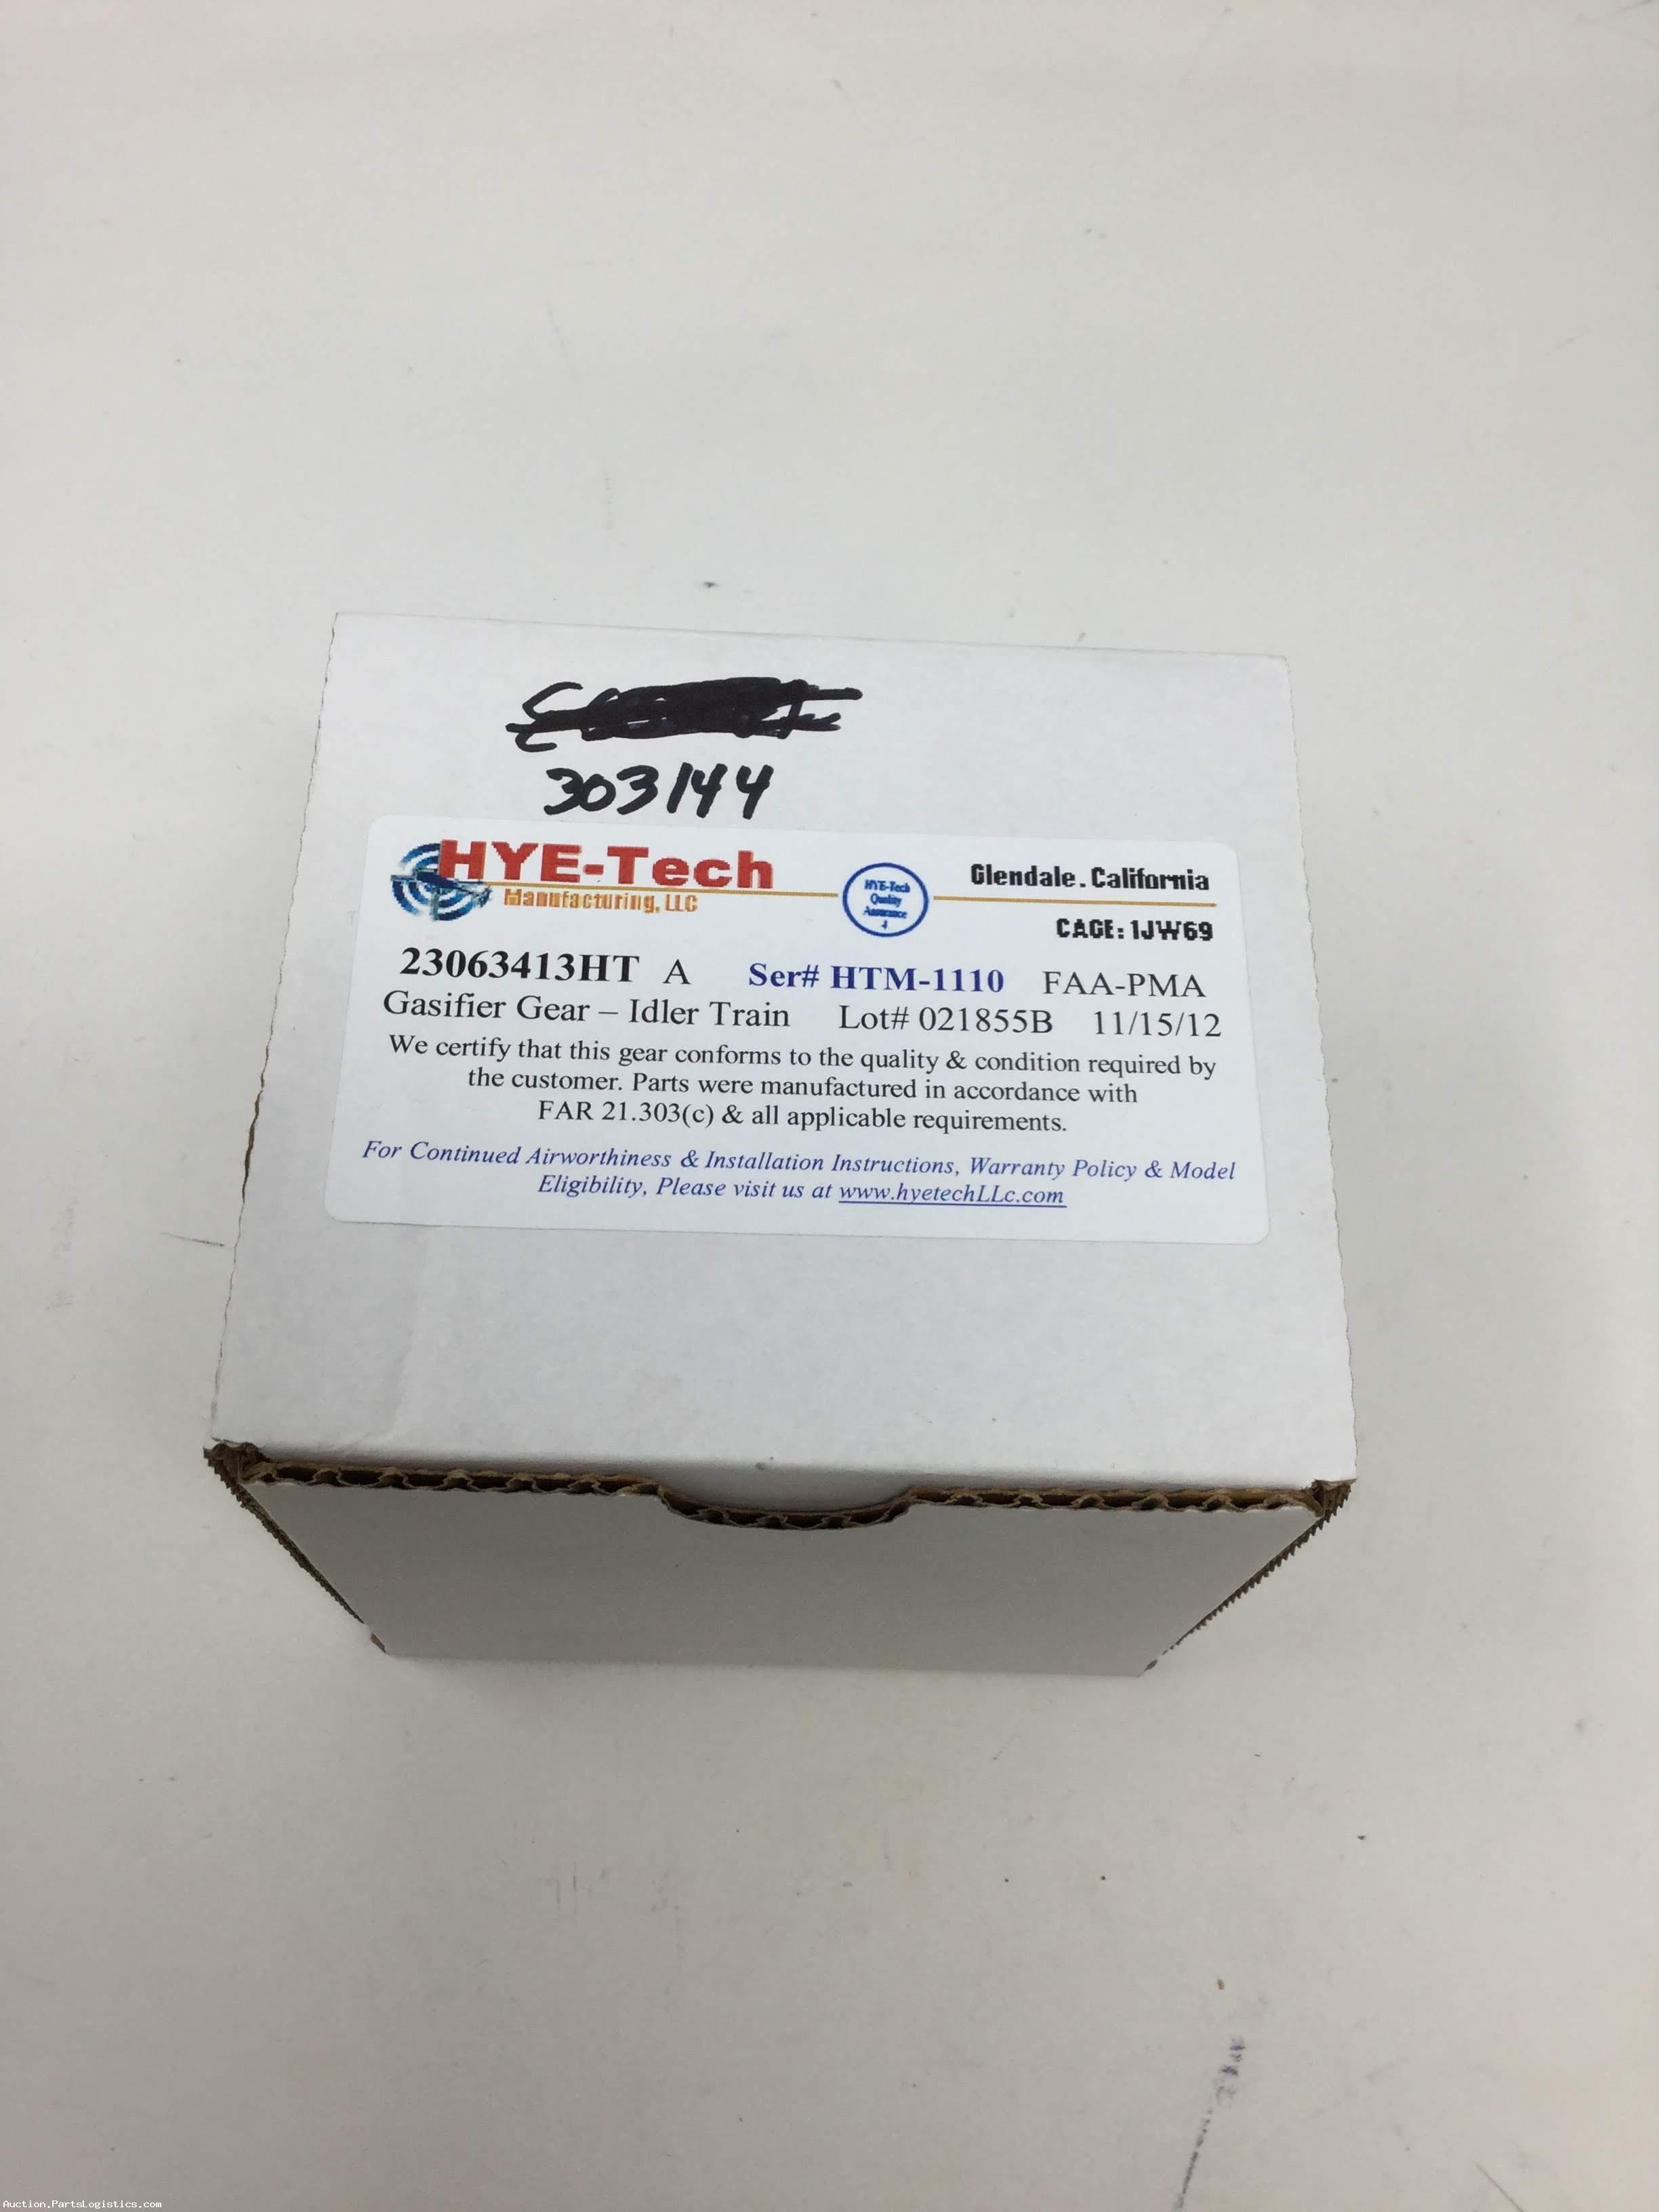 303144
HYE-Tech
Manufacturing, LLC
HYE-Tech
Quality
Assurance
4
Glendale. California
CAGE: 1JW69
23063413HT A Ser# HTM-1110 FAA-PMA
Gasifier Gear – Idler Train Lot# 021855B 11/15/12
We certify that this gear conforms to the quality & condition required by
the customer. Parts were manufactured in accordance with
FAR 21.303(c) & all applicable requirements.
For Continued Airworthiness & Installation Instructions, Warranty Policy & Model
Eligibility, Please visit us at www.hyetechLLc.com
Auction.PartsLogistics.com